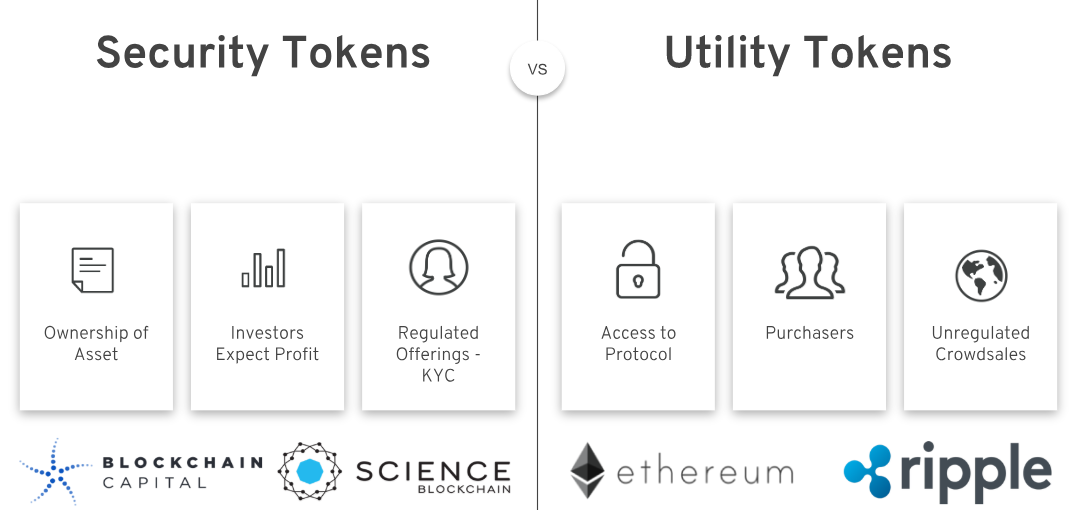 Security Tokens
VS
Utility Tokens
Ownership of
Asset
Investors
Expect Profit
Regulated
Offerings -
KYC
Access to
Protocol
Purchasers
Unregulated
Crowdsales
BLOCKCHAIN
CAPITAL
SCIENCE
BLOCKCHAIN
ethereum
ripple